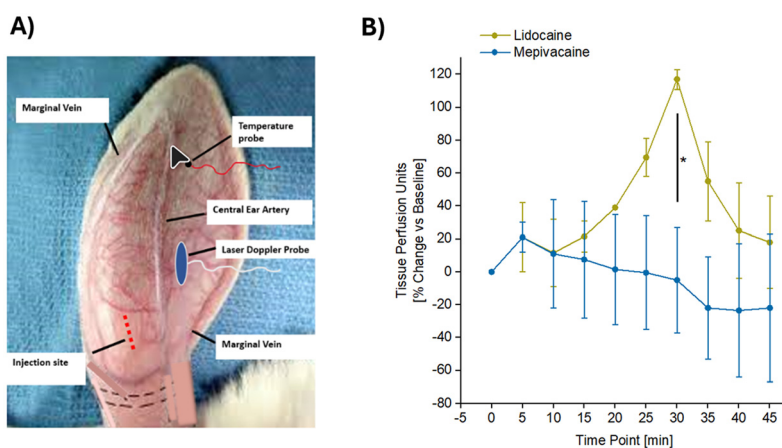 A)
Marginal Vein
Temperature
probe
Central Ear Artery
Laser Doppler Probe
Marginal Vein
Injection site
B)
Lidocaine
Mepivacaine
Tissue Perfusion Units
[% Change vs Baseline]
120
100
80
60
40
20
0
-20
-40
-60
-80
*
-5 0 5 10 15 20 25 30 35 40 45
Time Point [min]